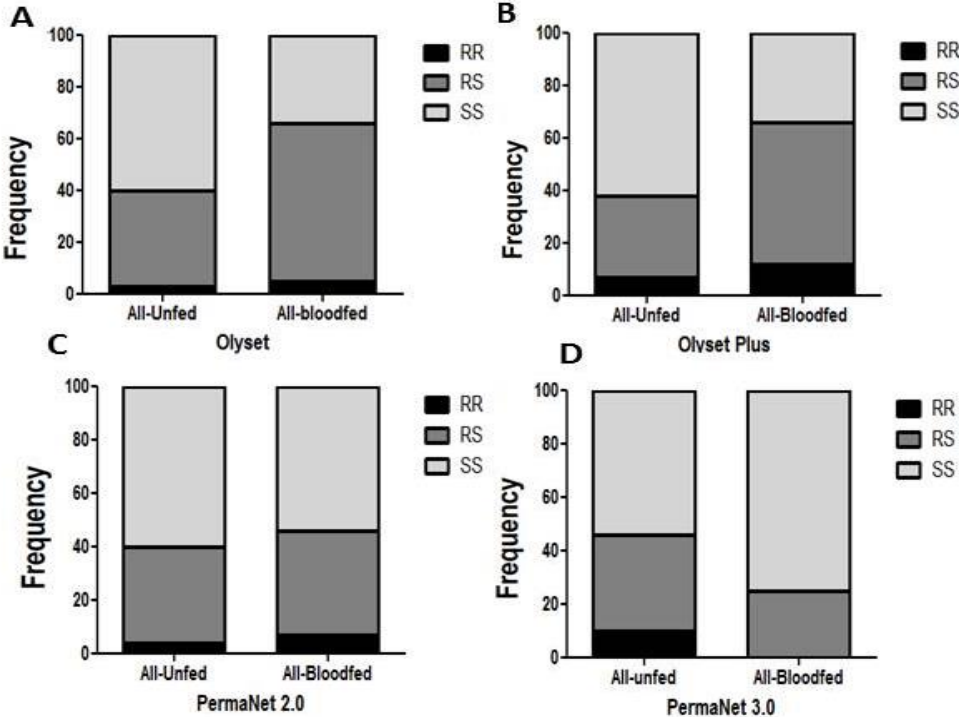 A
Frequency
100
80
60
40
20
0
All-Unfed
All-bloodfed
Olyset
RR
RS
SS
B
Frequency
100
80
60
40
20
0
All-Unfed
All-Bloodfed
Olyset Plus
RR
RS
SS
C
Frequency
100
80
60
40
20
0
All-Unfed
All-Bloodfed
PermaNet 2.0
RR
RS
SS
D
Frequency
100
80
60
40
20
0
All-unfed
All-Bloodfed
PermaNet 3.0
RR
RS
SS